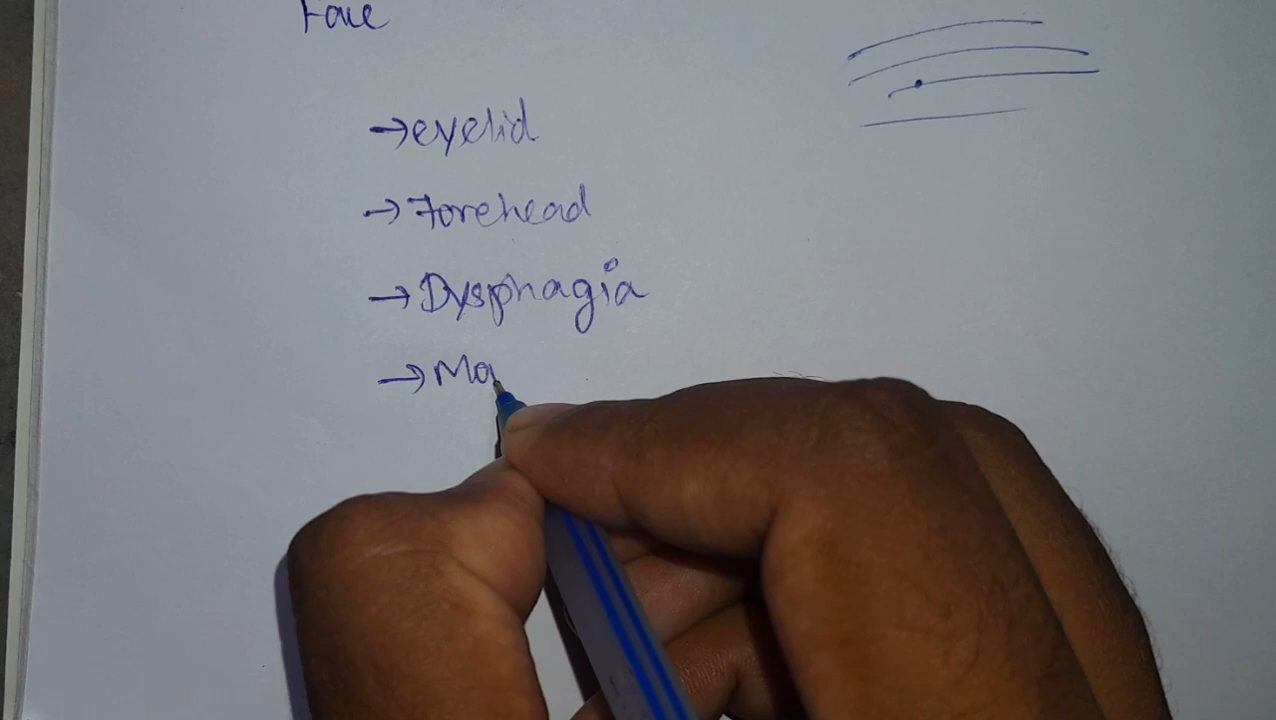 Face
→eyelid
→Forehead
→Dysphagia
→Ma